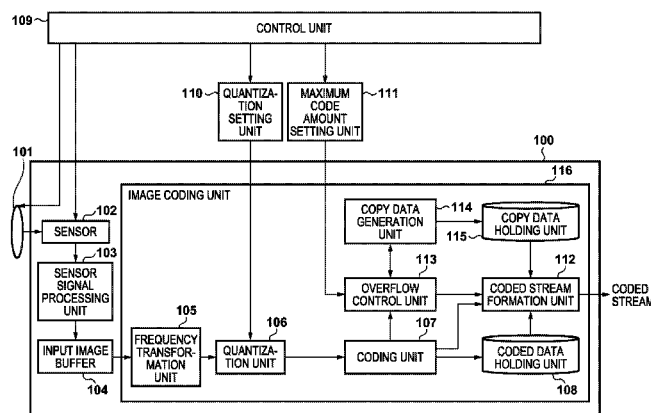 109
CONTROL UNIT
110
QUANTIZA-
TION
SETTING
UNIT
MAXIMUM
CODE
AMOUNT
SETTING UNIT
111
101
100
116
102
SENSOR
103
SENSOR
SIGNAL
PROCESSING
UNIT
INPUT IMAGE
BUFFER
104
IMAGE CODING UNIT
105
FREQUENCY
TRANSFOR-
MATION
UNIT
106
QUANTIZATION
UNIT
114
COPY DATA
GENERATION
UNIT
COPY DATA
HOLDING UNIT
115
113
OVERFLOW
CONTROL UNIT
112
CODED STREAM
FORMATION UNIT
CODED
STREAM
107
CODING UNIT
CODED DATA
HOLDING UNIT
108